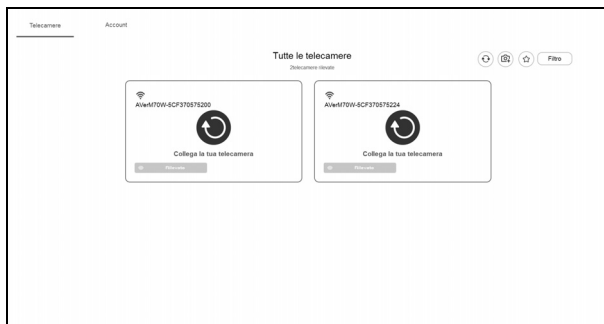 Telecamere
Account
Tutte le telecamere
2telecamere rilevate
Filtro
AVerM70W-5CF370575200
Collega la tua telecamera
AVerM70W-5CF370575224
Collega la tua telecamera